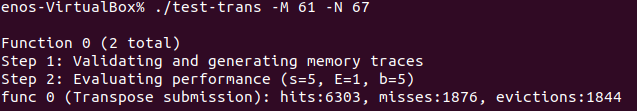 enos-VirtualBox% ./test-trans -M 61 -N 67
Function 0 (2 total)
Step 1: Validating and generating memory traces
Step 2: Evaluating performance (s=5, E=1, b=5)
func 0 (Transpose submission): hits:6303, misses:1876, evictions:1844